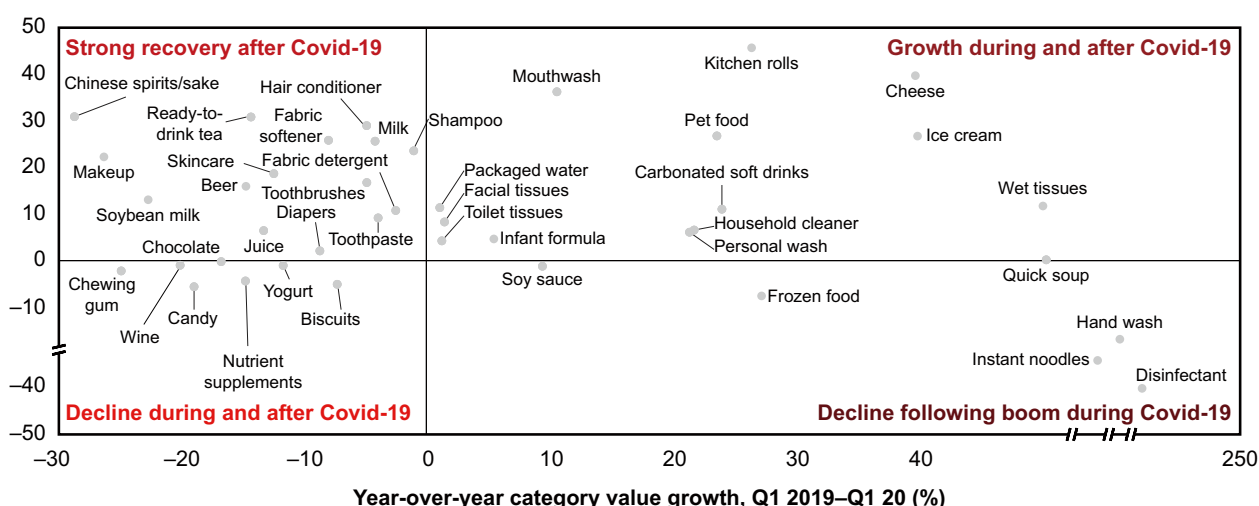 50
Strong recovery after Covid-19
Growth during and after Covid-19
40
30
20
10
0
–10
–40
–50
Chinese spirits/sake
Ready-to-
drink tea
Hair conditioner
Fabric
softener
Milk
Shampoo
Makeup
Skincare
Fabric detergent
Beer
Toothbrushes
Soybean milk
Diapers
Juice
Toothpaste
Mouthwash
Kitchen rolls
Cheese
Pet food
Ice cream
Packaged water
Facial tissues
Toilet tissues
Carbonated soft drinks
Wet tissues
Household cleaner
Personal wash
Infant formula
Chocolate
Chewing
gum
Wine
Candy
Yogurt
Biscuits
Nutrient
supplements
Soy sauce
Quick soup
Frozen food
Hand wash
Instant noodles
Disinfectant
Decline during and after Covid-19
Decline following boom during Covid-19
–30
–20
–10
0
10
20
30
40
250
Year-over-year category value growth, Q1 2019–Q1 20 (%)